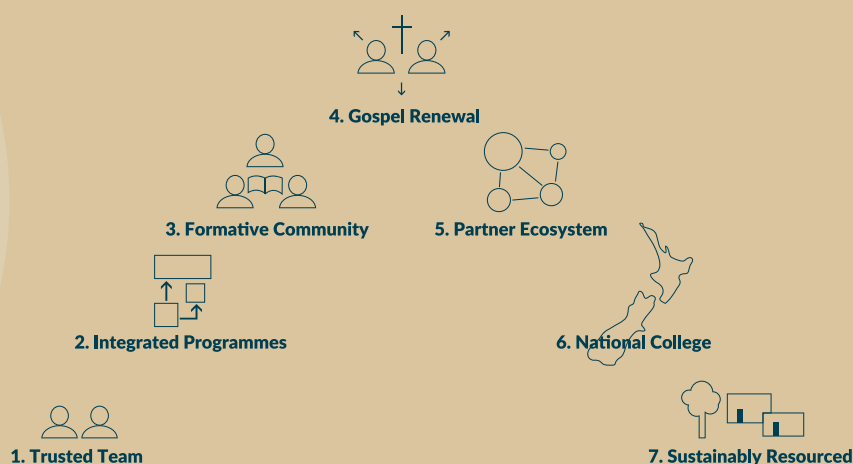 4. Gospel Renewal
3. Formative Community
5. Partner Ecosystem
2. Integrated Programmes
6. National College
1. Trusted Team
7. Sustainably Resourced